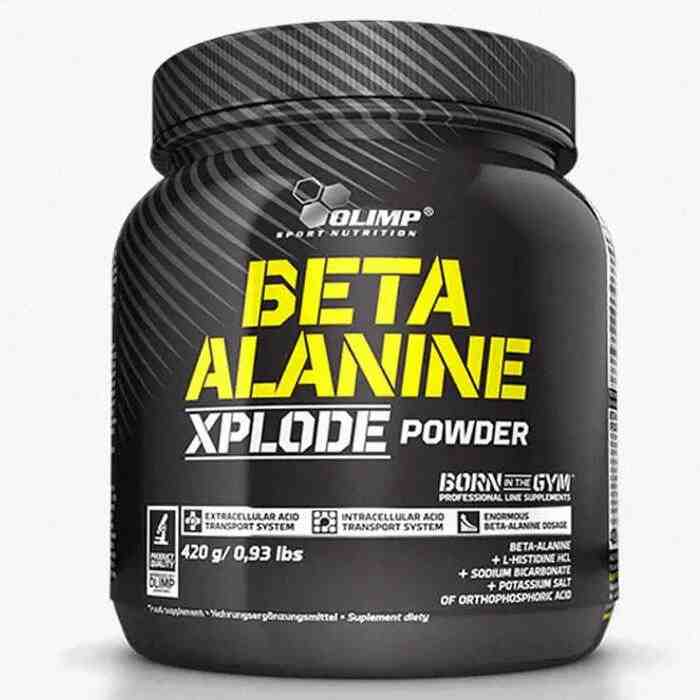 OLIMP®
SPORT NUTRITION
BETA
ALANINE
XPLODE POWDER
BORN IN THE GYM™
PROFESSIONAL LINE SUPPLEMENTS
EXTRACELLULAR ACID
TRANSPORT SYSTEM
INTRACELLULAR ACID
TRANSPORT SYSTEM
ENORMOUS
BETA-ALANINE DOSAGE
PRODUCT
QUALITY
OLIMP
420 g/ 0,93 lbs
BETA-ALANINE
+ L-HISTIDINE HCL
+ SODIUM BICARBONATE
+ POTASSIUM SALT
OF ORTHOPHOSPHORIC ACID
Food supplement • Nahrungsergänzungsmittel • Suplement diety